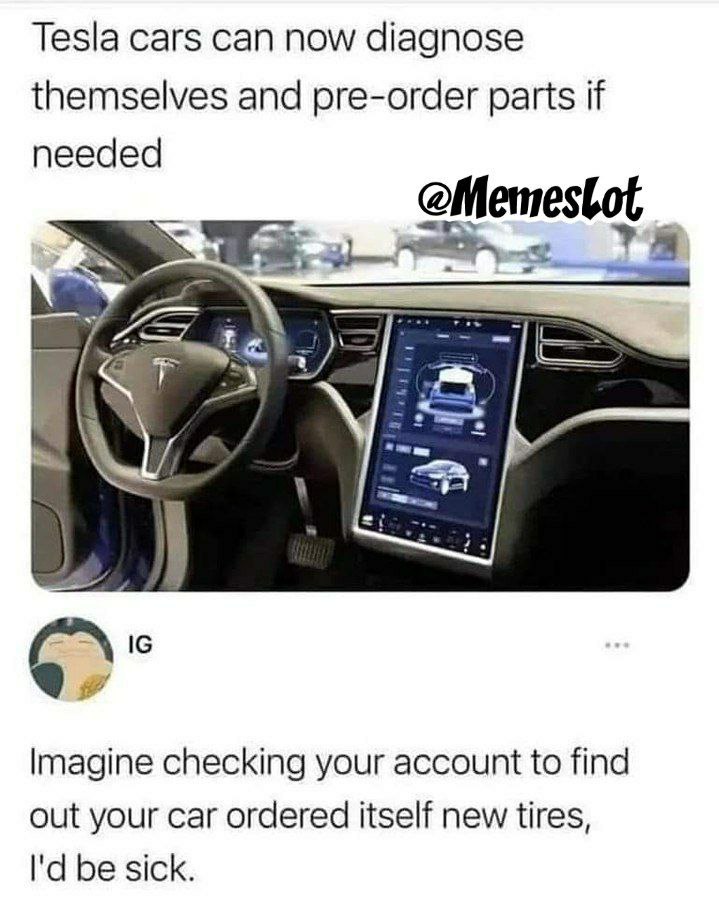 Tesla cars can now diagnose
themselves and pre-order parts if
needed
@MemesLot
IG
Imagine checking your account to find
out your car ordered itself new tires,
I'd be sick.